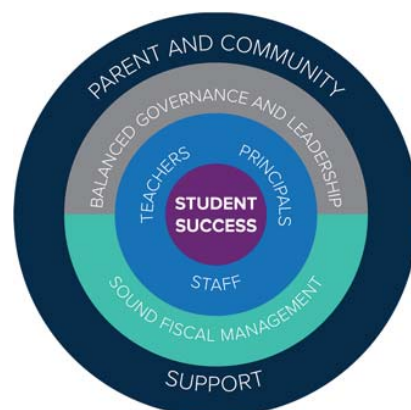 PARENT AND COMMUNITY
BALANCED GOVERNANCE AND LEADERSHIP
TEACHERS
PRINCIPALS
STUDENT
SUCCESS
STAFF
SOUND FISCAL MANAGEMENT
SUPPORT